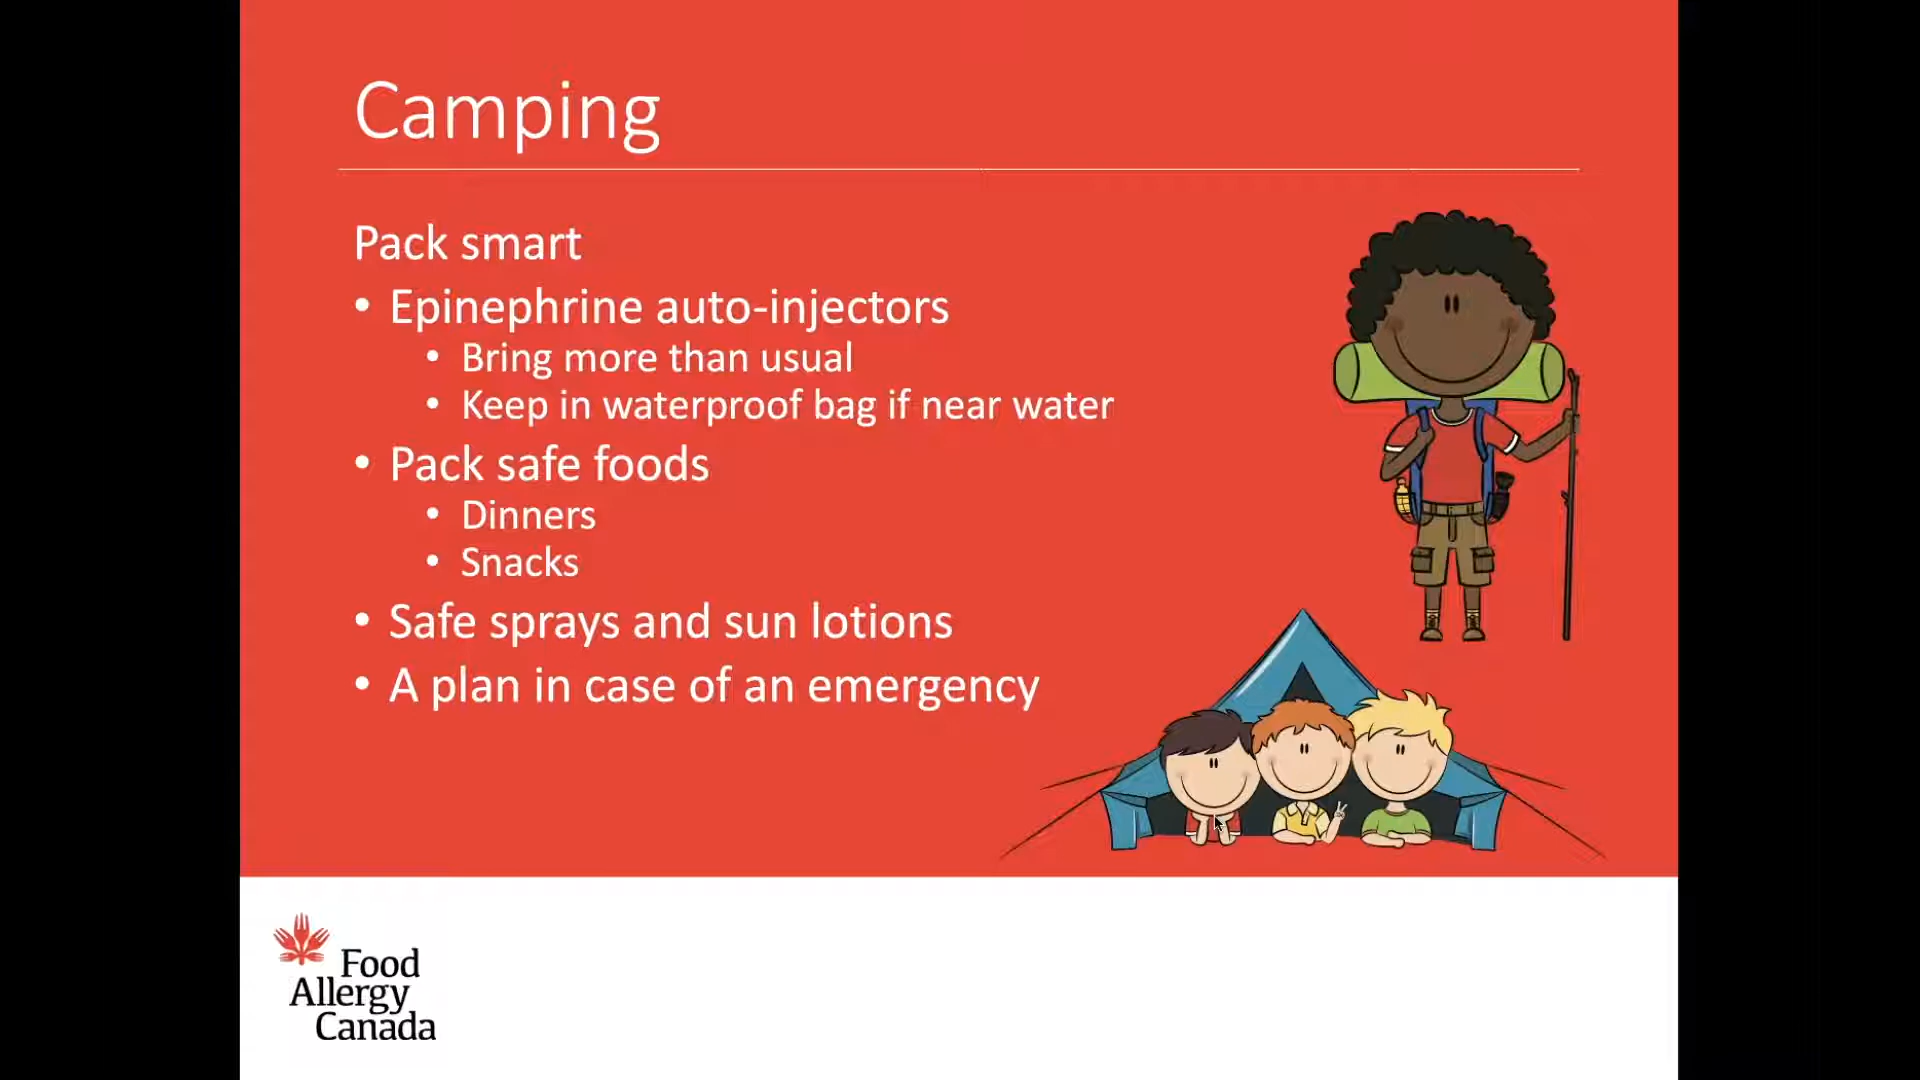 Camping
Pack smart
• Epinephrine auto-injectors
• Bring more than usual
• Keep in waterproof bag if near water
• Pack safe foods
• Dinners
• Snacks
• Safe sprays and sun lotions
• A plan in case of an emergency
Food
Allergy
Canada